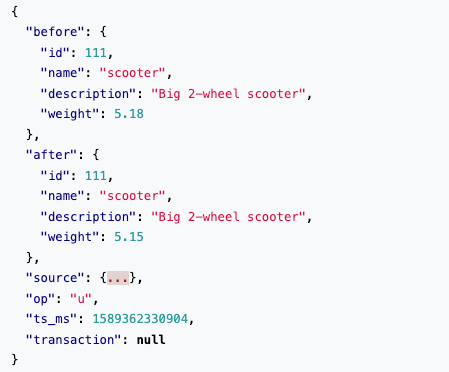 {
  "before": {
    "id": 111,
    "name": "scooter",
    "description": "Big 2-wheel scooter",
    "weight": 5.18
  },
  "after": {
    "id": 111,
    "name": "scooter",
    "description": "Big 2-wheel scooter",
    "weight": 5.15
  },
  "source": {...},
  "op": "u",
  "ts_ms": 1589362330904,
  "transaction": null
}